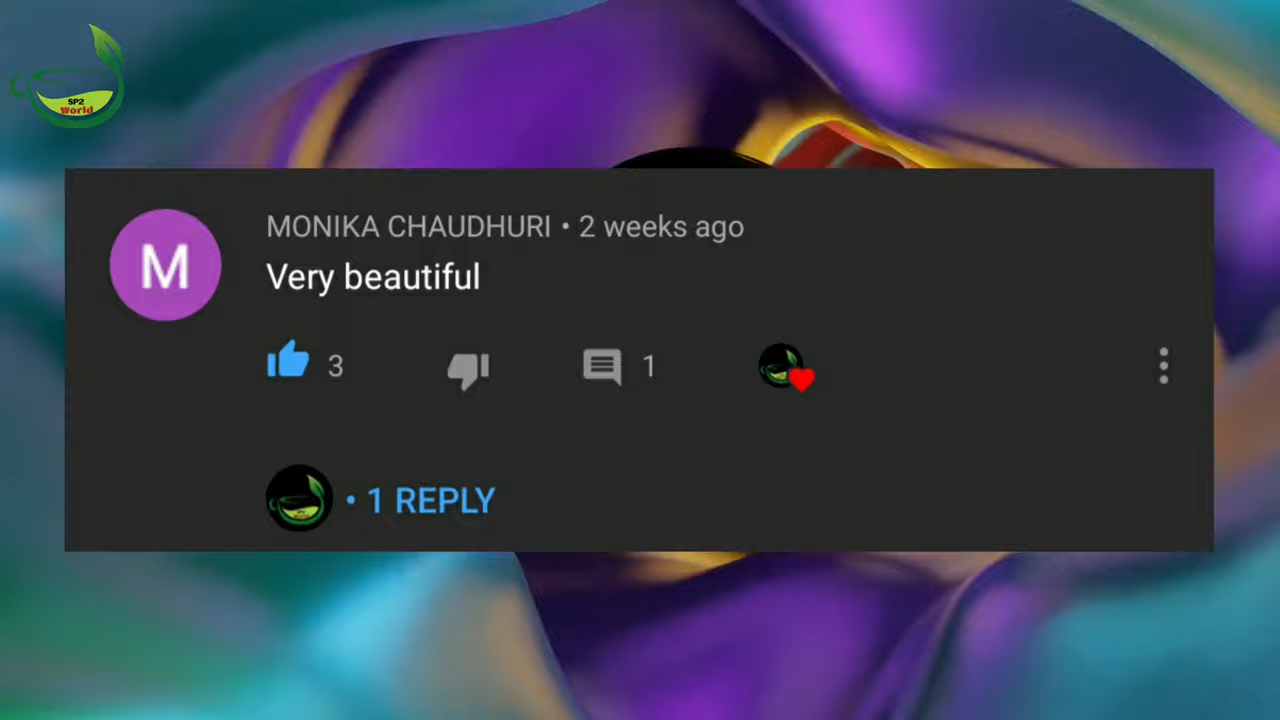 SP2
World
MONIKA CHAUDHURI • 2 weeks ago
M
Very beautiful
3 1
• 1 REPLY